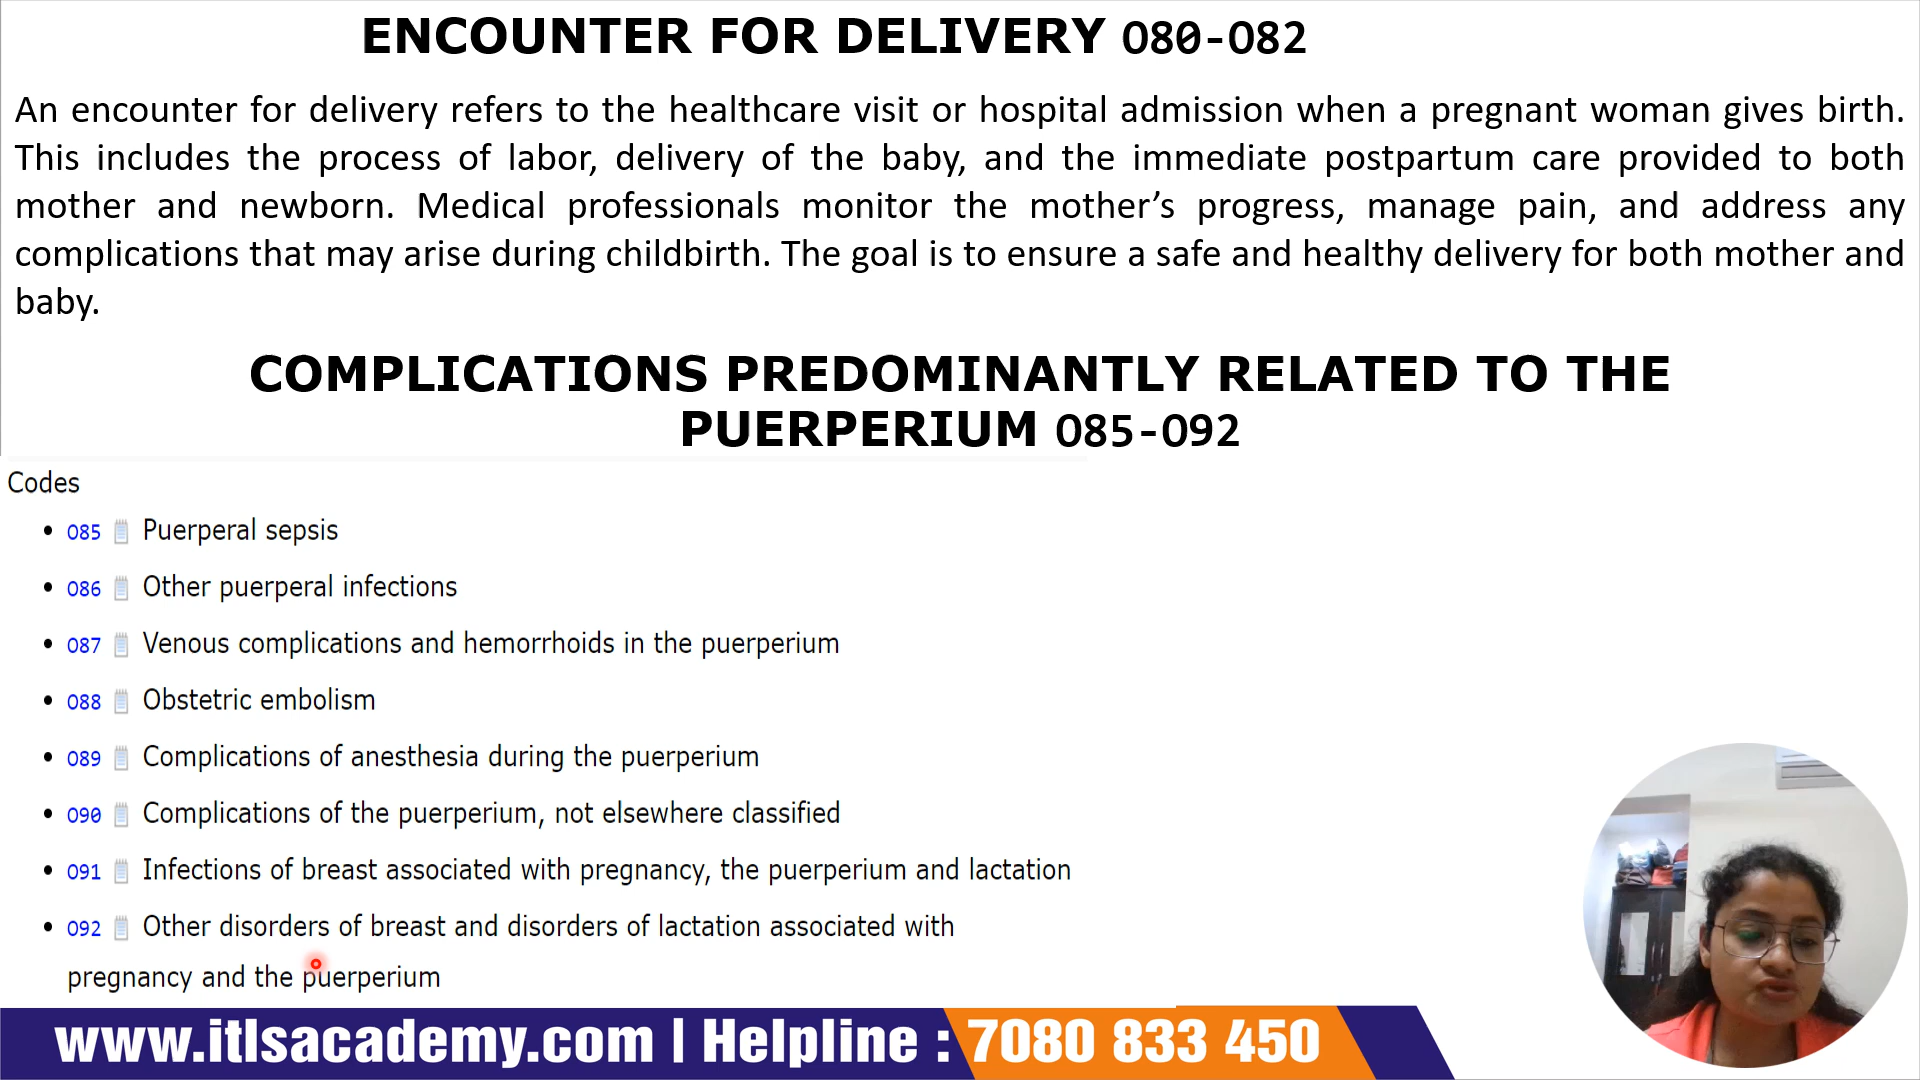 ENCOUNTER FOR DELIVERY O80-O82
An encounter for delivery refers to the healthcare visit or hospital admission when a pregnant woman gives birth.
This includes the process of labor, delivery of the baby, and the immediate postpartum care provided to both
mother and newborn. Medical professionals monitor the mother’s progress, manage pain, and address any
complications that may arise during childbirth. The goal is to ensure a safe and healthy delivery for both mother and
baby.
COMPLICATIONS PREDOMINANTLY RELATED TO THE
PUERPERIUM O85-O92
Codes
• O85 Puerperal sepsis
• O86 Other puerperal infections
• O87 Venous complications and hemorrhoids in the puerperium
• O88 Obstetric embolism
• O89 Complications of anesthesia during the puerperium
• O90 Complications of the puerperium, not elsewhere classified
• O91 Infections of breast associated with pregnancy, the puerperium and lactation
• O92 Other disorders of breast and disorders of lactation associated with
pregnancy and the puerperium
www.itlsacademy.com | Helpline : 7080 833 450